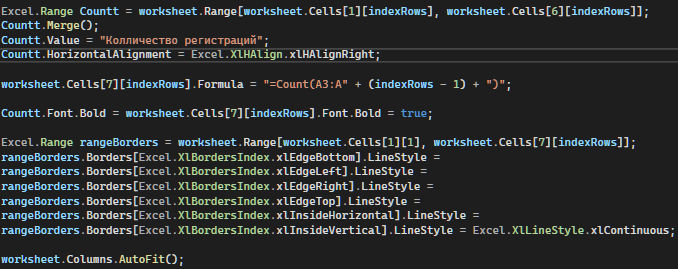 Excel.Range Countt = worksheet.Range[worksheet.Cells[1][indexRows], worksheet.Cells[6][indexRows]];
Countt.Merge();
Countt.Value = "Колличество регистраций";
Countt.HorizontalAlignment = Excel.XlHAlign.xlHAlignRight;
worksheet.Cells[7][indexRows].Formula = "=Count(A3:A" + (indexRows - 1) + ")";
Countt.Font.Bold = worksheet.Cells[7][indexRows].Font.Bold = true;
Excel.Range rangeBorders = worksheet.Range[worksheet.Cells[1][1], worksheet.Cells[7][indexRows]];
rangeBorders.Borders[Excel.XlBordersIndex.xlEdgeBottom].LineStyle =
rangeBorders.Borders[Excel.XlBordersIndex.xlEdgeLeft].LineStyle =
rangeBorders.Borders[Excel.XlBordersIndex.xlEdgeRight].LineStyle =
rangeBorders.Borders[Excel.XlBordersIndex.xlEdgeTop].LineStyle =
rangeBorders.Borders[Excel.XlBordersIndex.xlInsideHorizontal].LineStyle =
rangeBorders.Borders[Excel.XlBordersIndex.xlInsideVertical].LineStyle = Excel.XlLineStyle.xlContinuous;
worksheet.Columns.AutoFit();